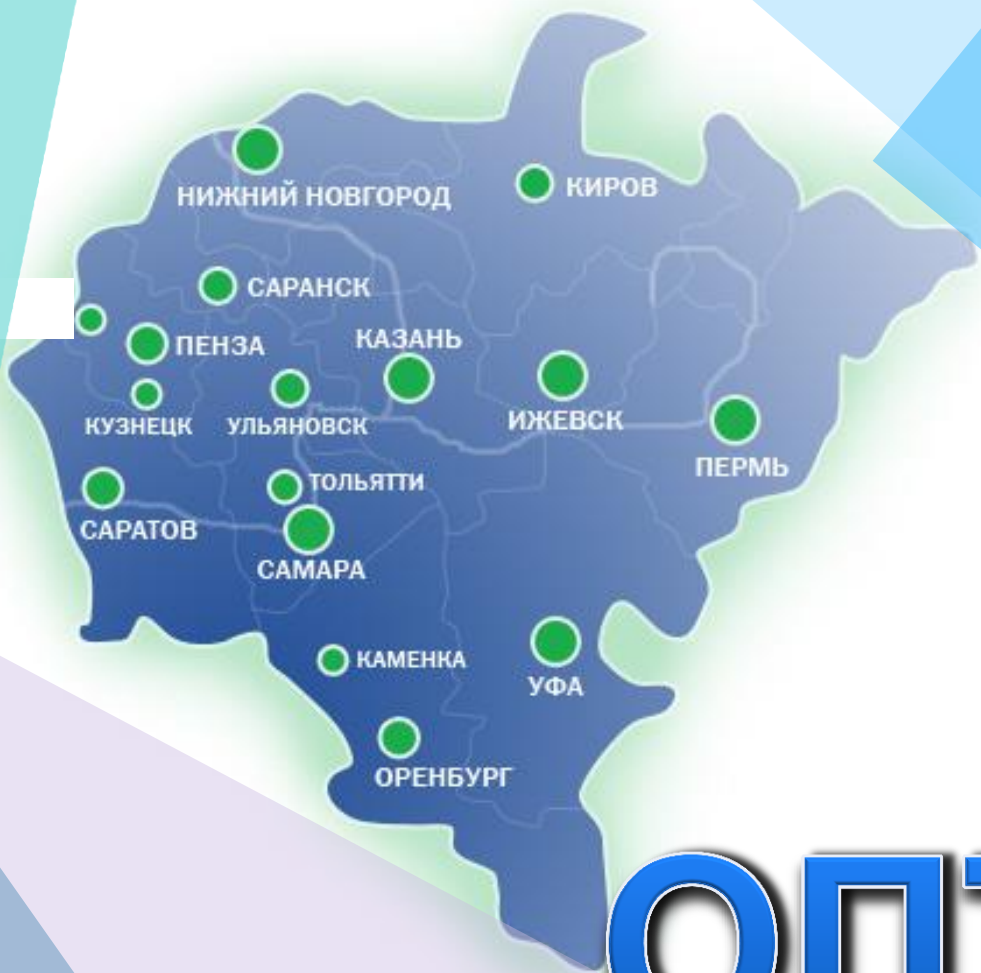 НИЖНИЙ НОВГОРОД
КИРОВ
САРАНСК
ПЕНЗА
КАЗАНЬ
КУЗНЕЦК
УЛЬЯНОВСК
ИЖЕВСК
ПЕРМЬ
ТОЛЬЯТТИ
САРАТОВ
САМАРА
КАМЕНКА
УФА
ОРЕНБУРГ